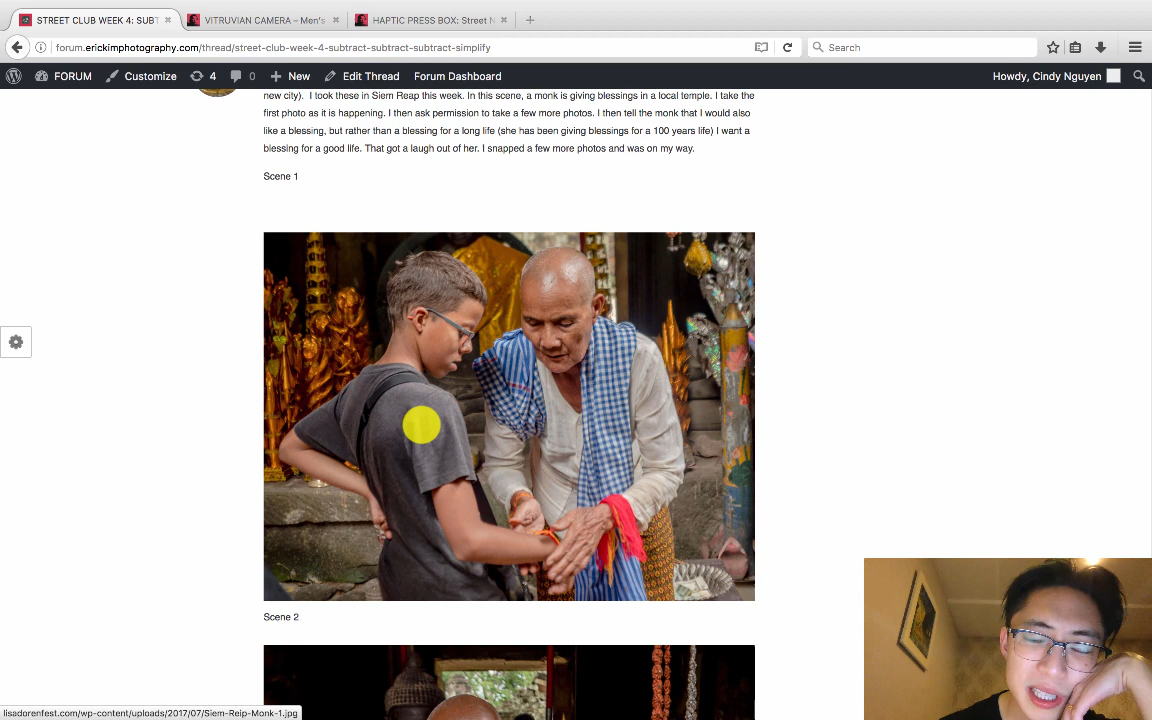 STREET CLUB WEEK 4: SUBT
VITRUVIAN CAMERA – Men's
HAPTIC PRESS BOX: Street N
forum.erickimphotography.com/thread/street-club-week-4-subtract-subtract-subtract-simplify
Search
FORUM
Customize
4
0
New
Edit Thread
Forum Dashboard
Howdy, Cindy Nguyen
new city). I took these in Siem Reap this week. In this scene, a monk is giving blessings in a local temple. I take the
first photo as it is happening. I then ask permission to take a few more photos. I then tell the monk that I would also
like a blessing, but rather than a blessing for a long life (she has been giving blessings for a 100 years life) I want a
blessing for a good life. That got a laugh out of her. I snapped a few more photos and was on my way.
Scene 1
Scene 2
lisadorenfest.com/wp-content/uploads/2017/07/Siem-Reip-Monk-1.jpg